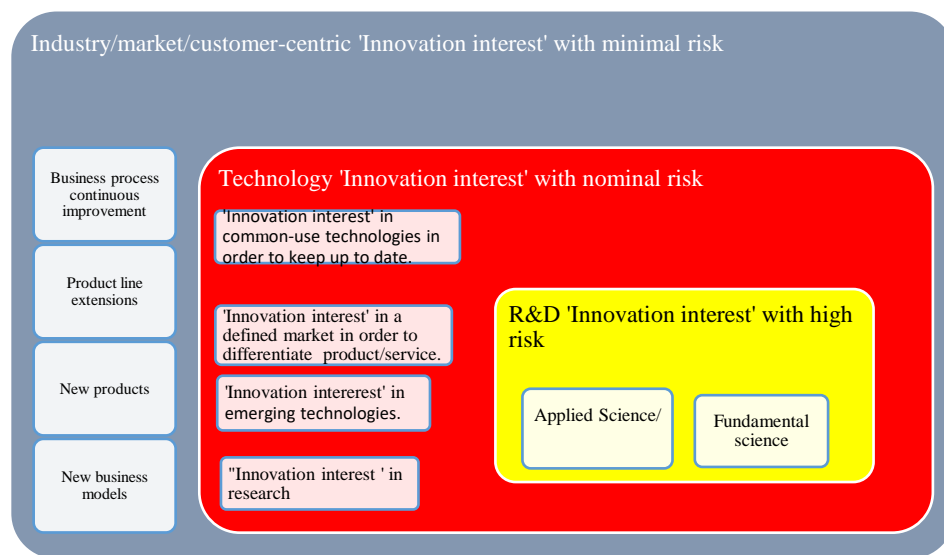 Industry/market/customer-centric 'Innovation interest' with minimal risk
Business process
continuous
improvement
Product line
extensions
New products
New business
models
Technology 'Innovation interest' with nominal risk
'Innovation interest' in
common-use technologies in
order to keep up to date.
'Innovation interest' in a
defined market in order to
differentiate product/service.
'Innovation intererest' in
emerging technologies.
"Innovation interest ' in
research
R&D 'Innovation interest' with high
risk
Applied Science/
Fundamental
science